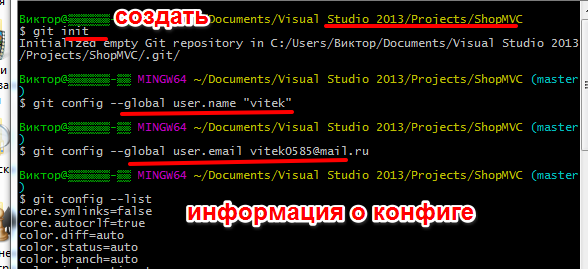 создать
Виктор@ ~/Documents/Visual Studio 2013/Projects/ShopMVC
$ git init
Initialized empty Git repository in C:/Users/Виктор/Documents/Visual Studio 2013
/Projects/ShopMVC/.git/
Виктор@ MINGW64 ~/Documents/Visual Studio 2013/Projects/ShopMVC (master
)
$ git config --global user.name "vitek"
Виктор@ MINGW64 ~/Documents/Visual Studio 2013/Projects/ShopMVC (master
)
$ git config --global user.email vitek0585@mail.ru
Виктор@ MINGW64 ~/Documents/Visual Studio 2013/Projects/ShopMVC (master
)
$ git config --list
информация о конфиге
core.symlinks=false
core.autocrlf=true
color.diff=auto
color.status=auto
color.branch=auto